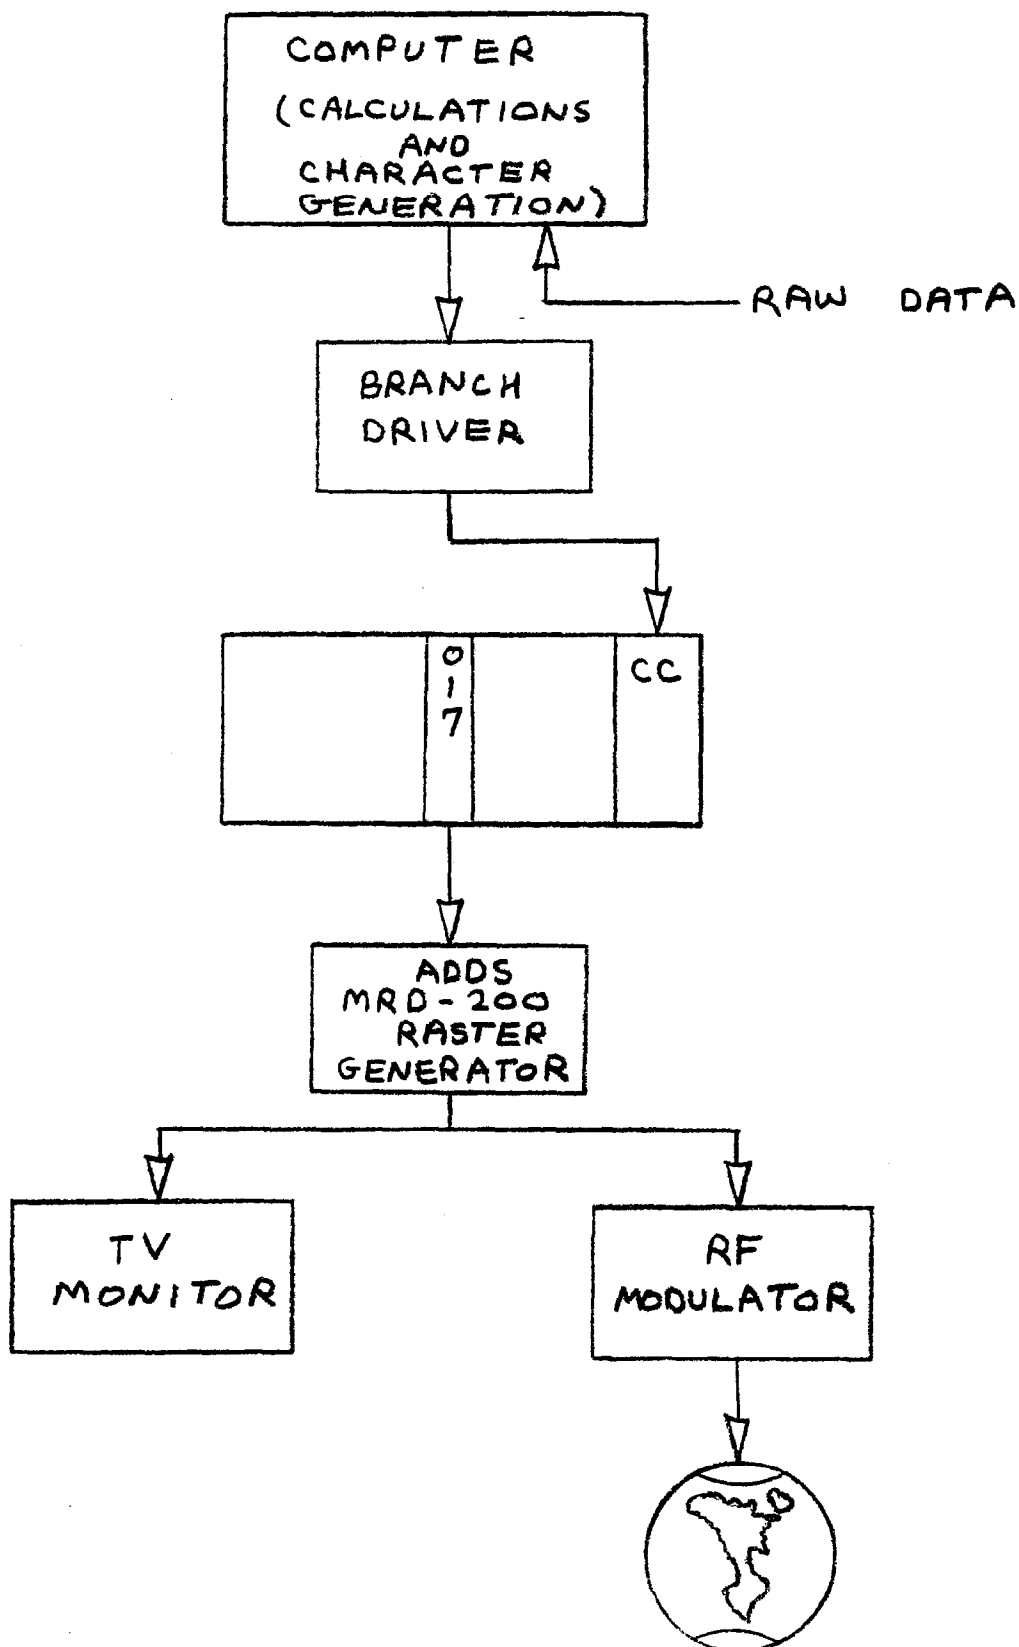 COMPUTER
(CALCULATIONS
AND
CHARACTER
GENERATION)
RAW DATA
BRANCH
DRIVER
0
1
7
CC
ADDS
MRD-200
RASTER
GENERATOR
TV
MONITOR
RF
MODULATOR